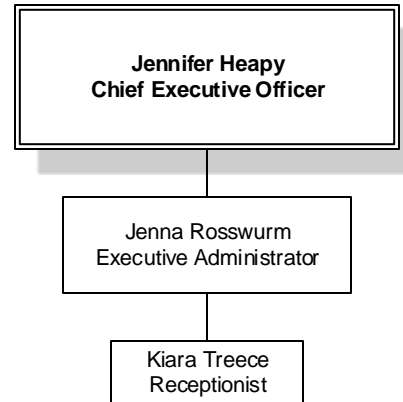 Jennifer Heapy
Chief Executive Officer
Jenna Rosswurm
Executive Administrator
Kiara Treece
Receptionist